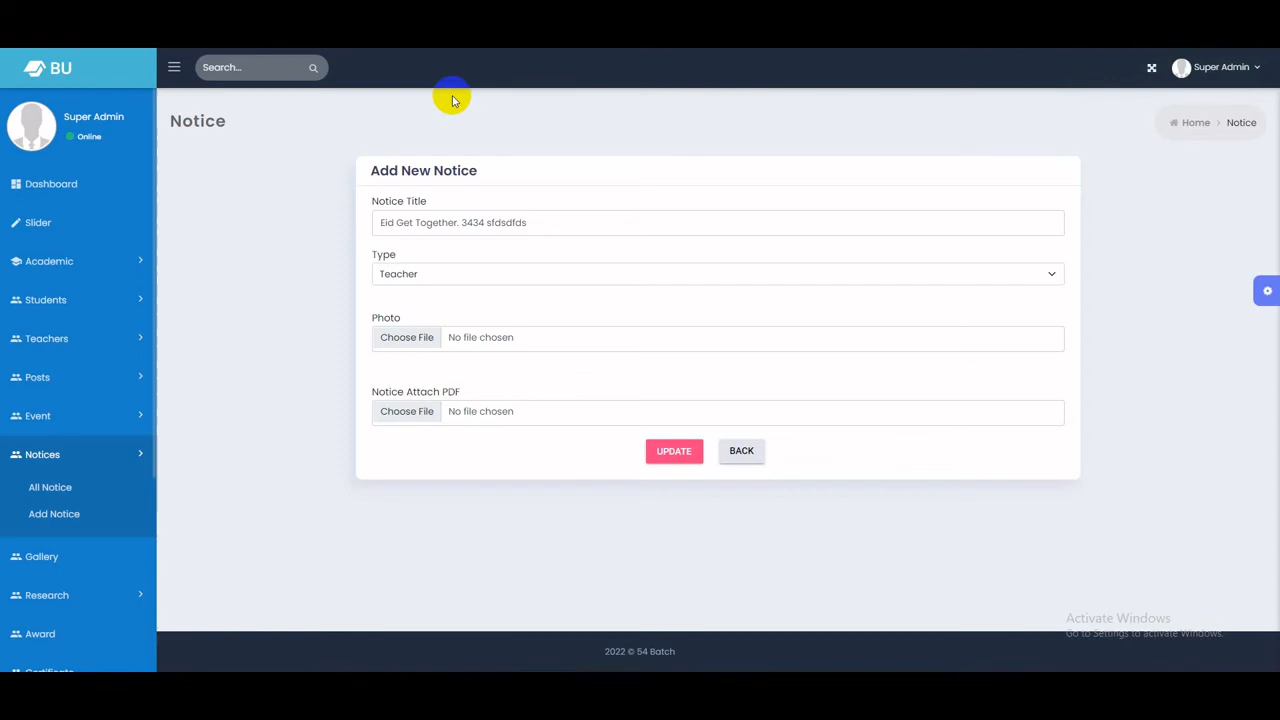 BU
Search...
Super Admin
Super Admin
Online
Notice
Home > Notice
Dashboard
Slider
Academic
Students
Teachers
Posts
Event
Notices
All Notice
Add Notice
Gallery
Research
Award
Certificate
Add New Notice
Notice Title
Eid Get Together. 3434 sfdsdfds
Type
Teacher
Photo
Choose File No file chosen
Notice Attach PDF
Choose File No file chosen
UPDATE BACK
Activate Windows
Go to Settings to activate Windows.
2022 © 54 Batch